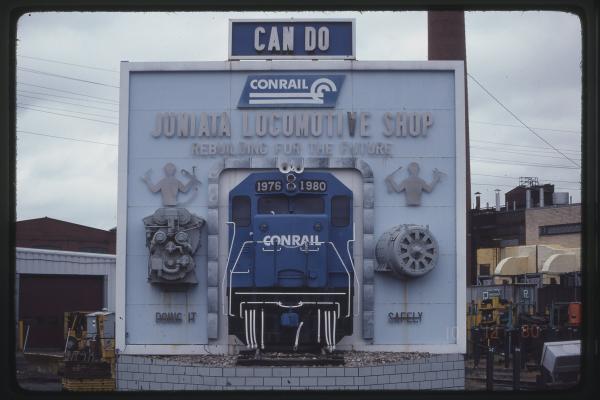 CAN DO
CONRAIL
JUNIATA LOCOMOTIVE SHOP
REBUILDING FOR THE FUTURE
1976 1980
CONRAIL
DOING IT
SAFELY